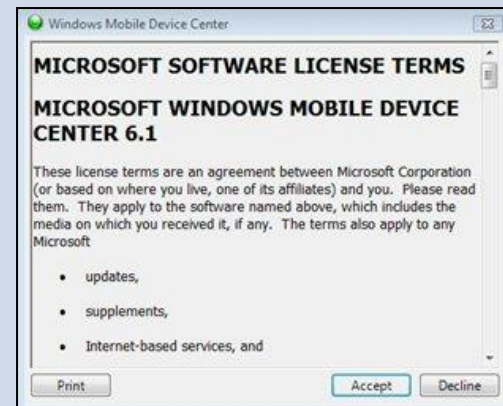 Windows Mobile Device Center
MICROSOFT SOFTWARE LICENSE TERMS
MICROSOFT WINDOWS MOBILE DEVICE
CENTER 6.1
These license terms are an agreement between Microsoft Corporation
(or based on where you live, one of its affiliates) and you. Please read
them. They apply to the software named above, which includes the
media on which you received it, if any. The terms also apply to any
Microsoft
• updates,
• supplements,
• Internet-based services, and
Print Accept Decline